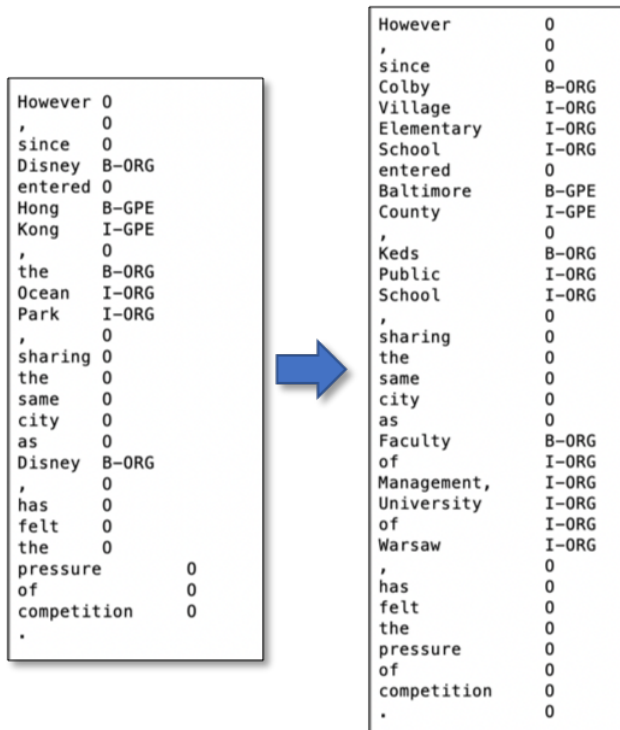 However O
, O
since O
Disney B-ORG
entered O
Hong B-GPE
Kong I-GPE
, O
the B-ORG
Ocean I-ORG
Park I-ORG
, O
sharing O
the O
same O
city O
as O
Disney B-ORG
, O
has O
felt O
the O
pressure O
of O
competition O
.
However O
, O
since O
Colby B-ORG
Village I-ORG
Elementary I-ORG
School I-ORG
entered O
Baltimore B-GPE
County I-GPE
, O
Keds B-ORG
Public I-ORG
School I-ORG
, O
sharing O
the O
same O
city O
as O
Faculty B-ORG
of I-ORG
Management, I-ORG
University I-ORG
of I-ORG
Warsaw I-ORG
, O
has O
felt O
the O
pressure O
of O
competition O
. O